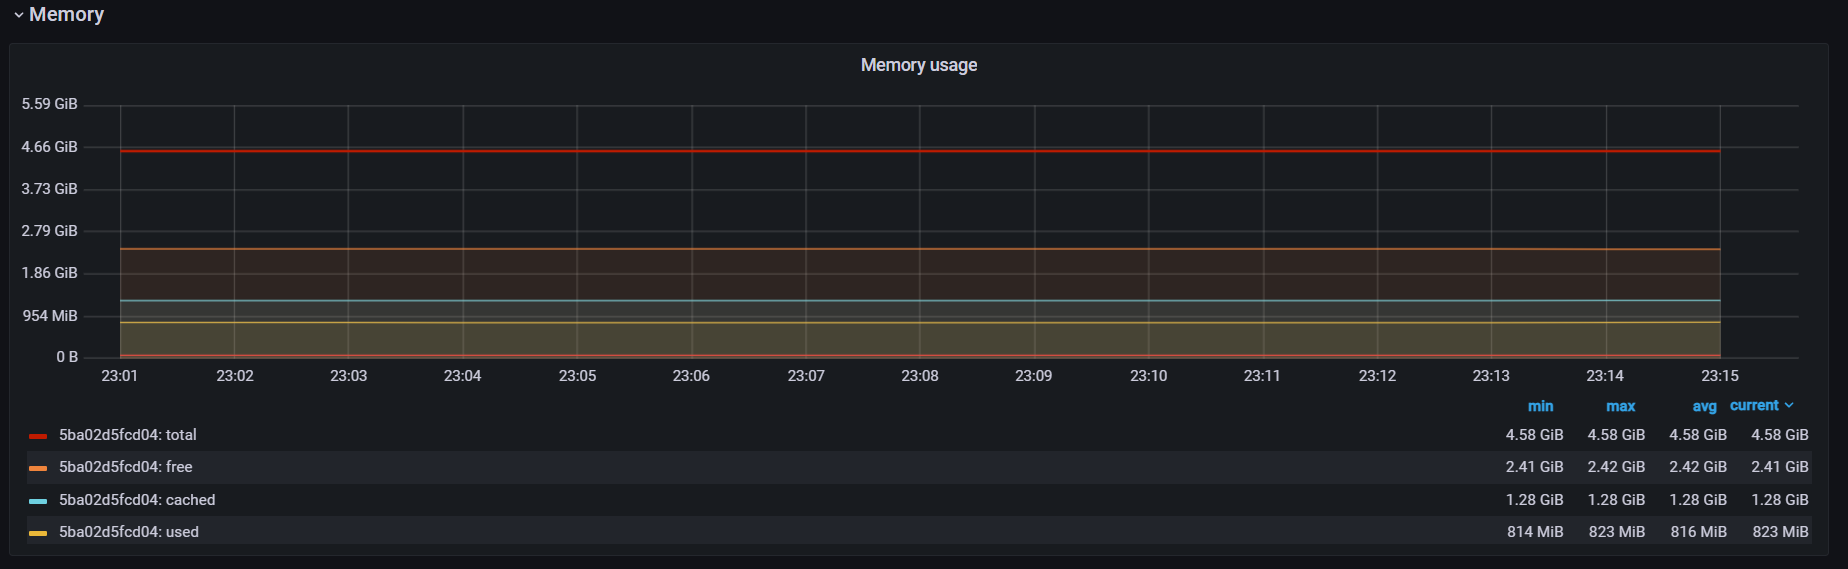 Memory
Memory usage
5.59 GiB
4.66 GiB
3.73 GiB
2.79 GiB
1.86 GiB
954 MiB
0 B
23:01 23:02 23:03 23:04 23:05 23:06 23:07 23:08 23:09 23:10 23:11 23:12 23:13 23:14 23:15
min max avg current
5ba02d5fcd04: total 4.58 GiB 4.58 GiB 4.58 GiB 4.58 GiB
5ba02d5fcd04: free 2.41 GiB 2.42 GiB 2.42 GiB 2.41 GiB
5ba02d5fcd04: cached 1.28 GiB 1.28 GiB 1.28 GiB 1.28 GiB
5ba02d5fcd04: used 814 MiB 823 MiB 816 MiB 823 MiB